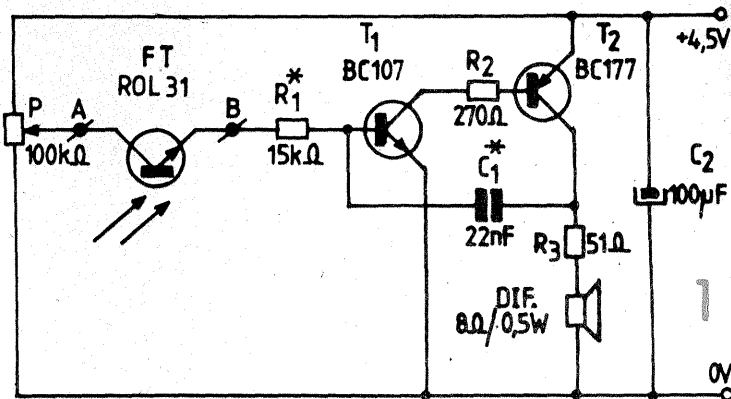 +4,5V
FT
ROL 31
T1
BC107
T2
BC177
P
100kΩ
A
B
R1*
15kΩ
R2
270Ω
C1*
22nF
C2
100μF
R3
51Ω
DIF.
8Ω/0,5W
1
0V